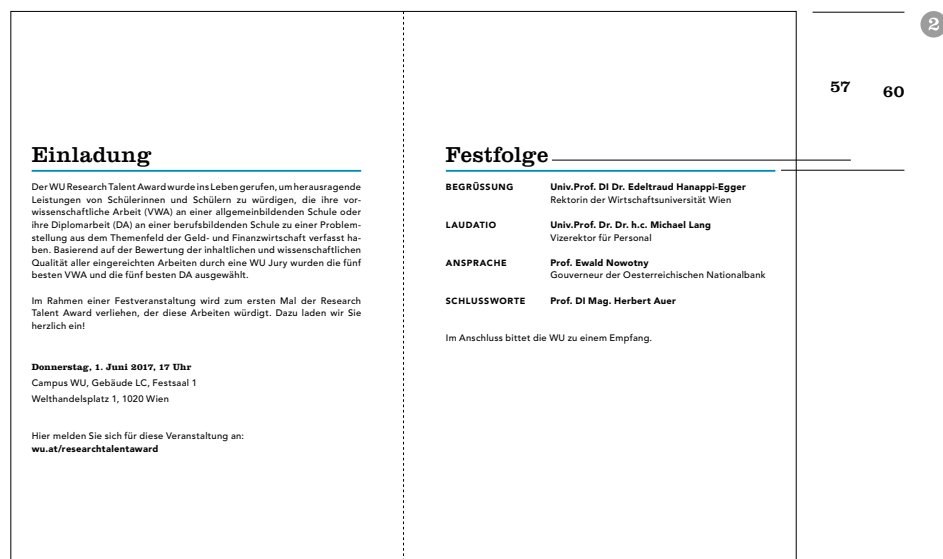 2
57
60
Einladung
Der WU Research Talent Award wurde ins Leben gerufen, um herausragende
Leistungen von Schülerinnen und Schülern zu würdigen, die ihre vor-
wissenschaftliche Arbeit (VWA) an einer allgemeinbildenden Schule oder
ihre Diplomarbeit (DA) an einer berufsbildenden Schule zu einer Problem-
stellung aus dem Themenfeld der Geld- und Finanzwirtschaft verfasst ha-
ben. Basierend auf der Bewertung der inhaltlichen und wissenschaftlichen
Qualität aller eingereichten Arbeiten durch eine WU Jury wurden die fünf
besten VWA und die fünf besten DA ausgewählt.
Im Rahmen einer Festveranstaltung wird zum ersten Mal der Research
Talent Award verliehen, der diese Arbeiten würdigt. Dazu laden wir Sie
herzlich ein!
Donnerstag, 1. Juni 2017, 17 Uhr
Campus WU, Gebäude LC, Festsaal 1
Welthandelsplatz 1, 1020 Wien
Hier melden Sie sich für diese Veranstaltung an:
wu.at/researchtalentaward
Festfolge
BEGRÜSSUNG Univ.Prof. DI Dr. Edeltraud Hanappi-Egger
Rektorin der Wirtschaftsuniversität Wien
LAUDATIO Univ.Prof. Dr. Dr. h.c. Michael Lang
Vizerektor für Personal
ANSPRACHE Prof. Ewald Nowotny
Gouverneur der Oesterreichischen Nationalbank
SCHLUSSWORTE Prof. DI Mag. Herbert Auer
Im Anschluss bittet die WU zu einem Empfang.